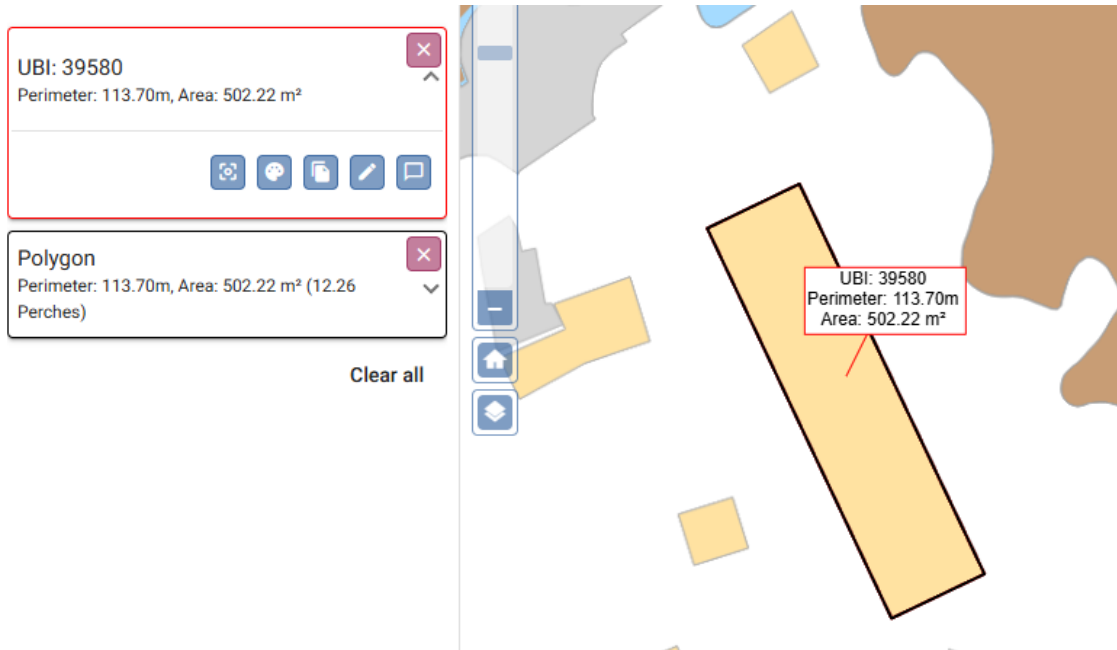 UBI: 39580
Perimeter: 113.70m, Area: 502.22 m²
Polygon
Perimeter: 113.70m, Area: 502.22 m² (12.26
Perches)
Clear all
UBI: 39580
Perimeter: 113.70m
Area: 502.22 m²